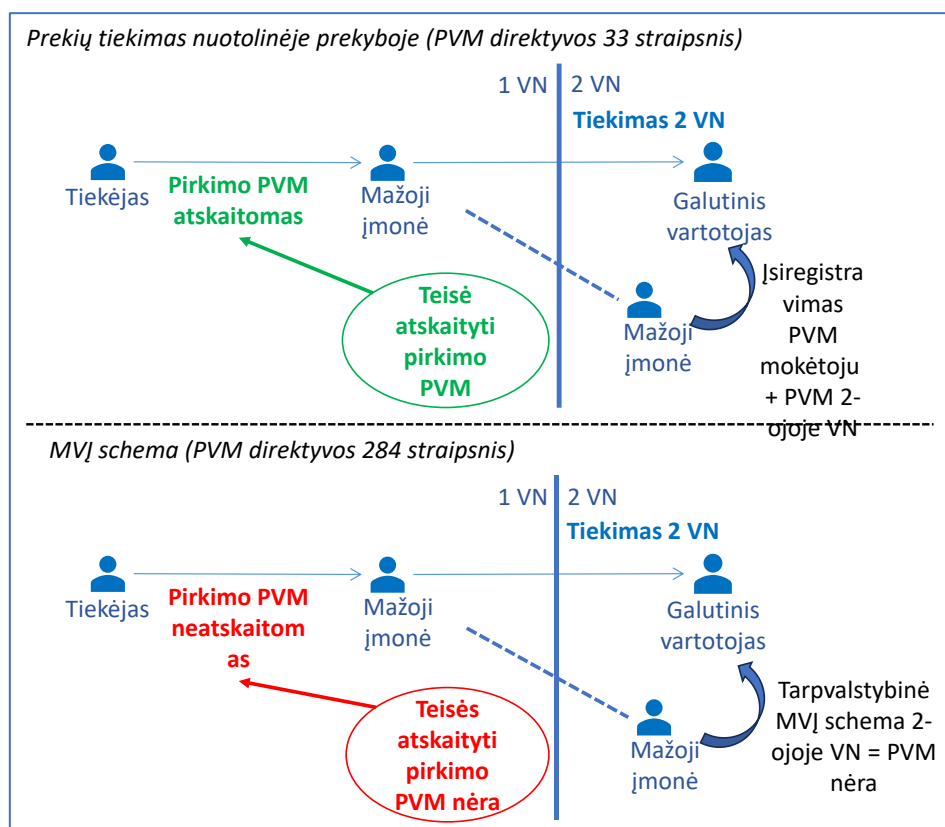 Prekių tiekimas nuotolinėje prekyboje (PVM direktyvos 33 straipsnis)
1 VN
2 VN
Tiekimas 2 VN
Tiekėjas
Pirkimo PVM
atskaitomas
Mažoji
įmonė
Galutinis
vartotojas
Teisė
atskaityti
pirkimo
PVM
Mažoji
įmonė
Įsiregistra
vimas
PVM
mokėtoju
+ PVM 2-
ojoje VN
MVĮ schema (PVM direktyvos 284 straipsnis)
1 VN
2 VN
Tiekimas 2 VN
Tiekėjas
Pirkimo PVM
neatskaitom
as
Mažoji
įmonė
Galutinis
vartotojas
Teisės
atskaityti
pirkimo
PVM nėra
Mažoji
įmonė
Tarpvalstybinė
MVĮ schema 2-
ojoje VN = PVM
nėra